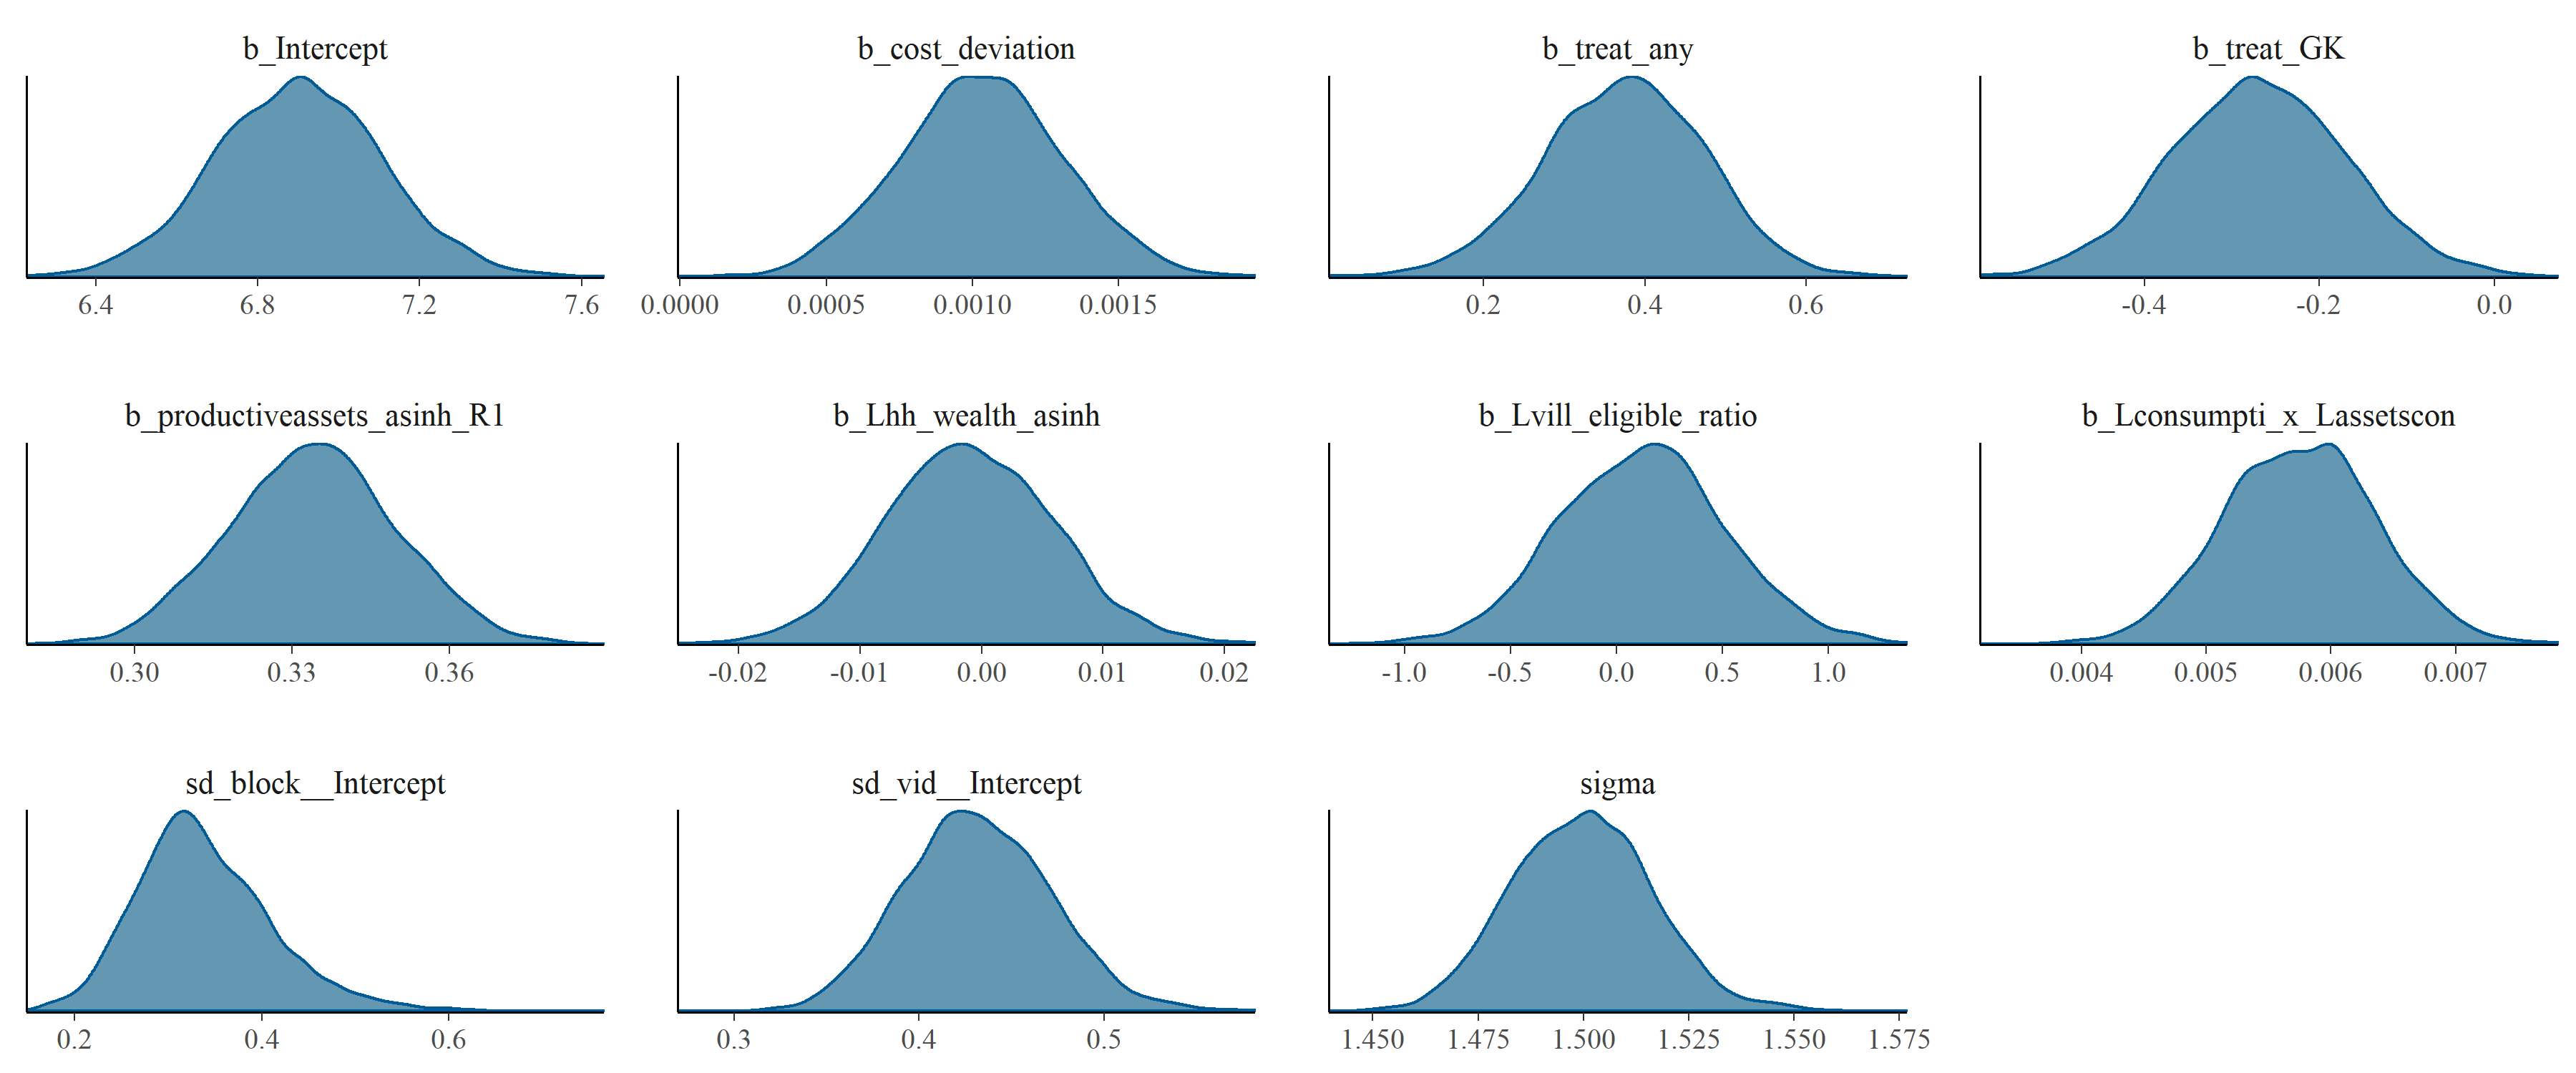 b_Intercept b_cost_deviation b_treat_any b_treat_GK
6.4 6.8 7.2 7.6 0.0000 0.0005 0.0010 0.0015 0.2 0.4 0.6 -0.4 -0.2 0.0
b_productiveassets_asinh_R1 b_Lhh_wealth_asinh b_Lvill_eligible_ratio b_Lconsumpti_x_Lassetscon
0.30 0.33 0.36 -0.02 -0.01 0.00 0.01 0.02 -1.0 -0.5 0.0 0.5 1.0 0.004 0.005 0.006 0.007
sd_block__Intercept sd_vid__Intercept sigma
0.2 0.4 0.6 0.3 0.4 0.5 1.450 1.475 1.500 1.525 1.550 1.575